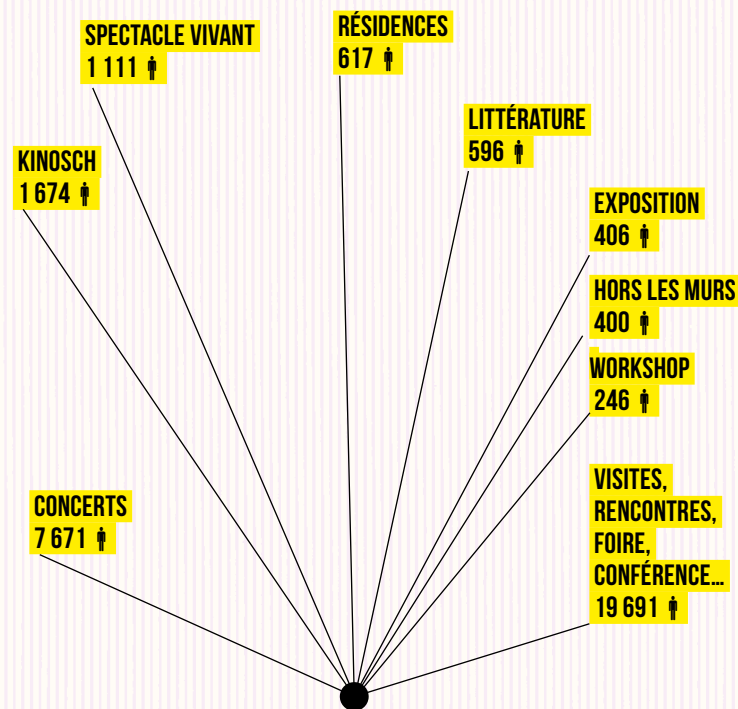 SPECTACLE VIVANT
1 111
RÉSIDENCES
617
LITTÉRATURE
596
KINOSCH
1 674
EXPOSITION
406
HORS LES MURS
400
WORKSHOP
246
CONCERTS
7 671
VISITES,
RENCONTRES,
FOIRE,
CONFÉRENCE…
19 691